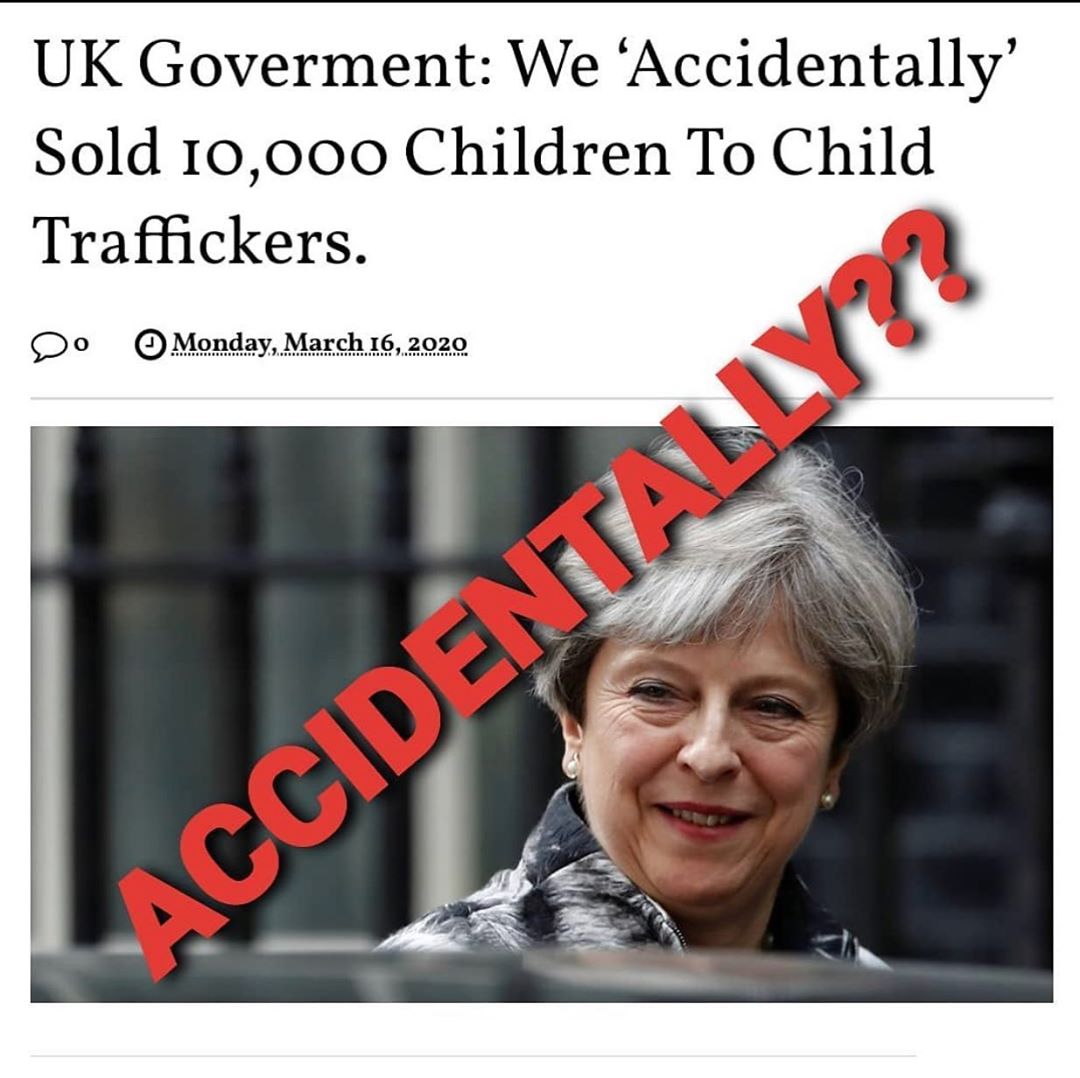 UK Goverment: We ‘Accidentally’
Sold 10,000 Children To Child
Traffickers.
0 Monday, March 16, 2020
ACCIDENTALLY??